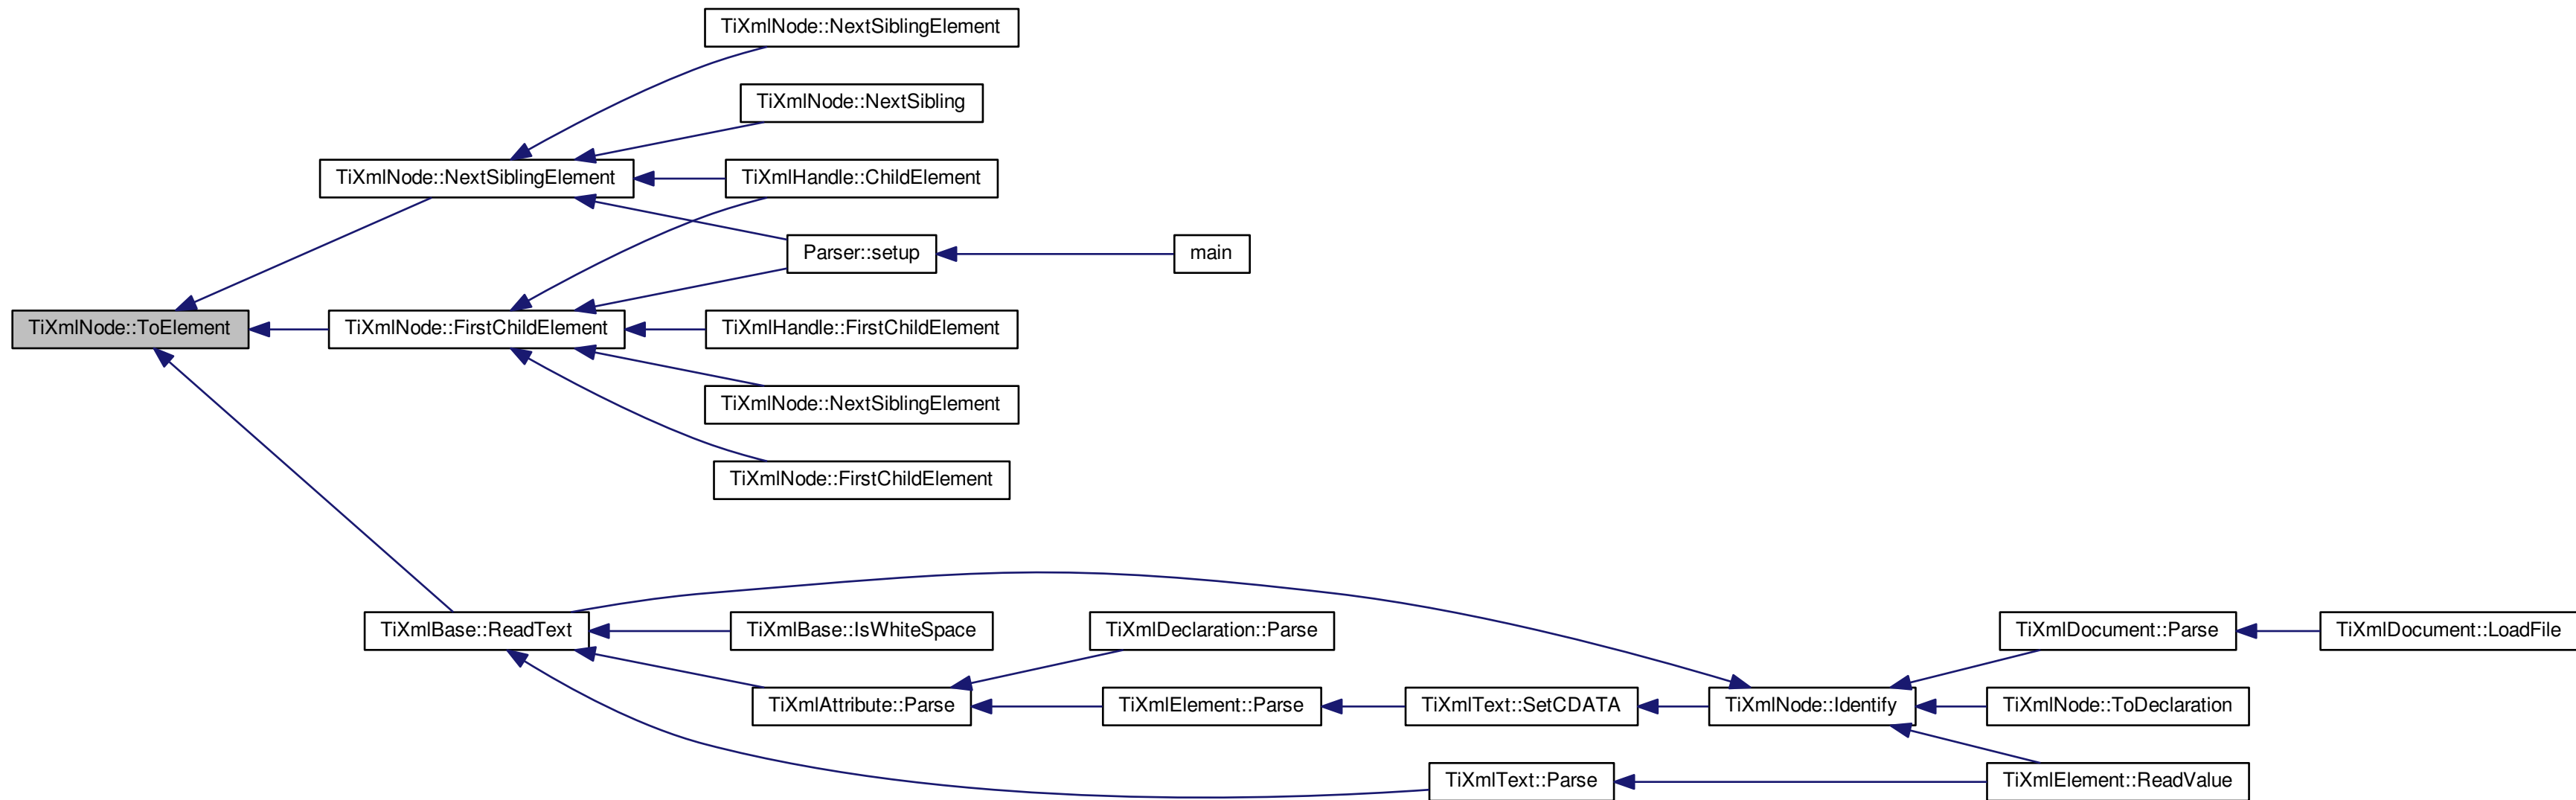 TiXmlNode::NextSiblingElement
TiXmlNode::NextSibling
TiXmlNode::NextSiblingElement
TiXmlHandle::ChildElement
Parser::setup
main
TiXmlNode::ToElement
TiXmlNode::FirstChildElement
TiXmlHandle::FirstChildElement
TiXmlNode::NextSiblingElement
TiXmlNode::FirstChildElement
TiXmlBase::ReadText
TiXmlBase::IsWhiteSpace
TiXmlDeclaration::Parse
TiXmlDocument::Parse
TiXmlDocument::LoadFile
TiXmlAttribute::Parse
TiXmlElement::Parse
TiXmlText::SetCDATA
TiXmlNode::Identify
TiXmlNode::ToDeclaration
TiXmlText::Parse
TiXmlElement::ReadValue